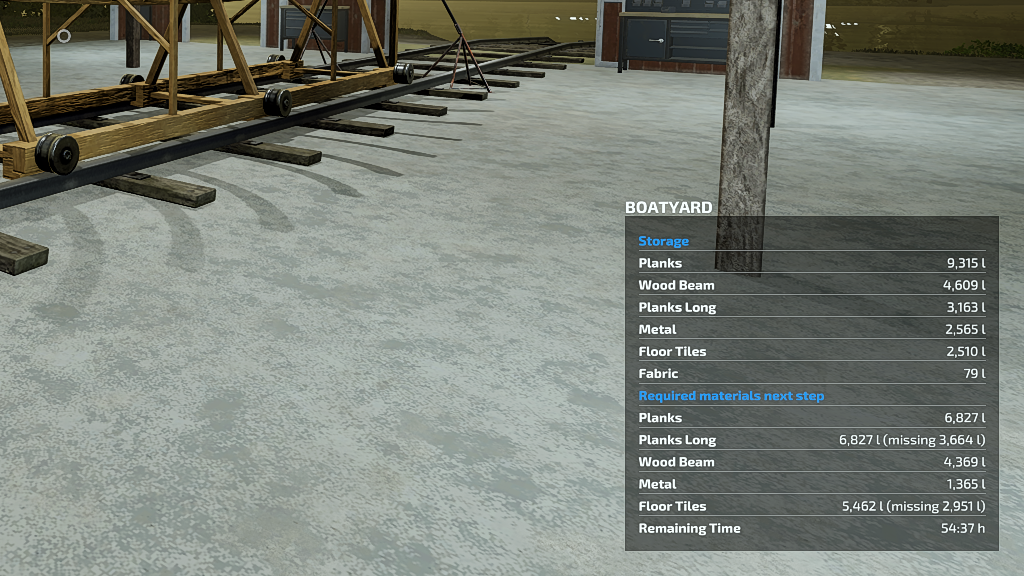 BOATYARD
Storage
Planks 9,315 l
Wood Beam 4,609 l
Planks Long 3,163 l
Metal 2,565 l
Floor Tiles 2,510 l
Fabric 79 l
Required materials next step
Planks 6,827 l
Planks Long 6,827 l (missing 3,664 l)
Wood Beam 4,369 l
Metal 1,365 l
Floor Tiles 5,462 l (missing 2,951 l)
Remaining Time 54:37 h